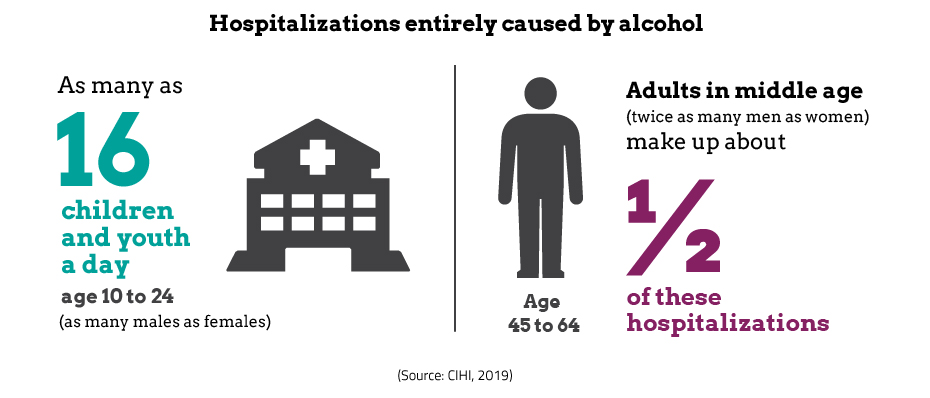 Hospitalizations entirely caused by alcohol
As many as
16
children
and youth
a day
age 10 to 24
(as many males as females)
Age
45 to 64
Adults in middle age
(twice as many men as women)
make up about
1/2
of these
hospitalizations
(Source: CIHI, 2019)